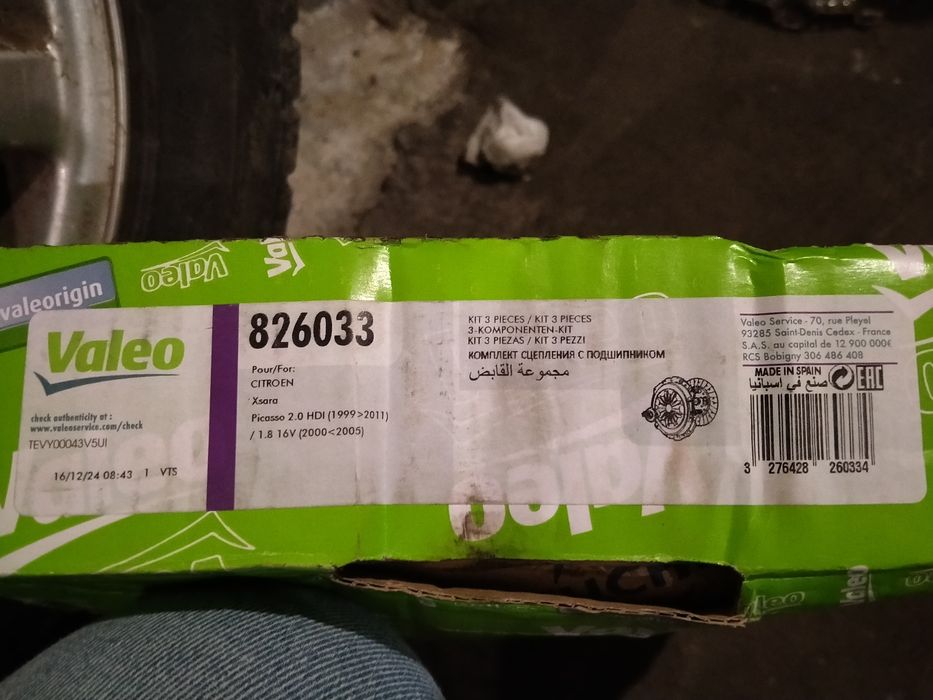 valeorigin
Valeo
Valeo
Valeo
check authenticity at :
www.valeoservice.com/check
TEVY00043V5UI
16/12/24 08:43 1 VTS
826033
Pour/For:
CITROEN
Xsara
Picasso 2.0 HDI (1999>2011)
/ 1.8 16V (2000<2005)
KIT 3 PIECES / KIT 3 PIECES
3-KOMPONENTEN-KIT
KIT 3 PIEZAS / KIT 3 PEZZI
КОМПЛЕКТ СЦЕПЛЕНИЯ С ПОДШИПНИКОМ
مجموعة القابض
Valeo Service - 70, rue Pleyel
93285 Saint-Denis Cedex - France
S.A.S. au capital de 12 900 000€
RCS Bobigny 306 486 408
MADE IN SPAIN
صنع في اسبانيا
EAC
3 276428 260334
Valeo